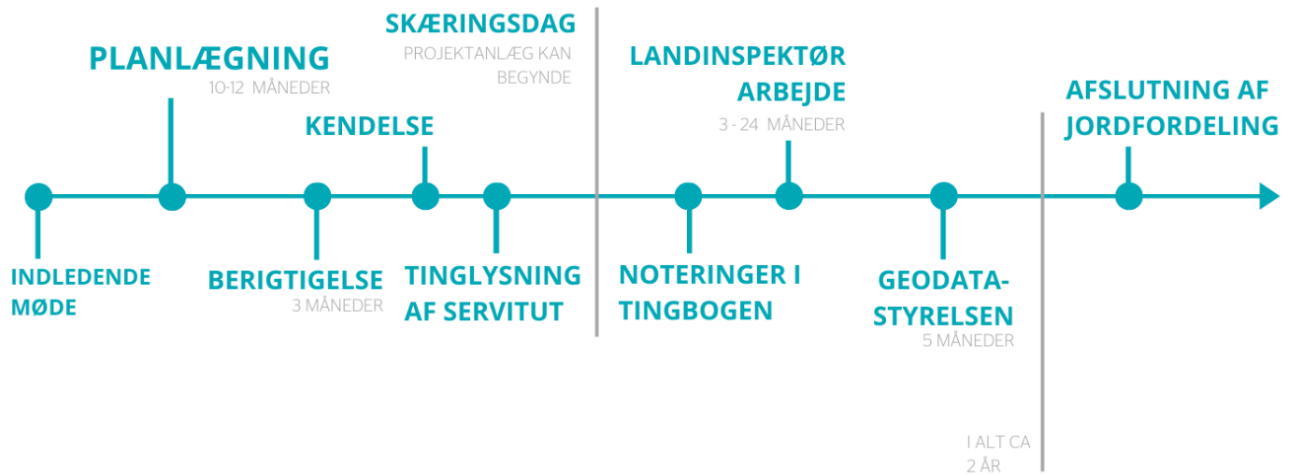 SKÆRINGSDAG
PROJEKTANLÆG KAN
BEGYNDE
PLANLÆGNING
10-12 MÅNEDER
LANDINSPEKTØR
ARBEJDE
3 - 24 MÅNEDER
AFSLUTNING AF
JORDFORDELING
KENDELSE
INDLEDENDE
MØDE
BERIGTIGELSE
3 MÅNEDER
TINGLYSNING
AF SERVITUT
NOTERINGER I
TINGBOGEN
GEODATA-
STYRELSEN
5 MÅNEDER
I ALT CA
2 ÅR